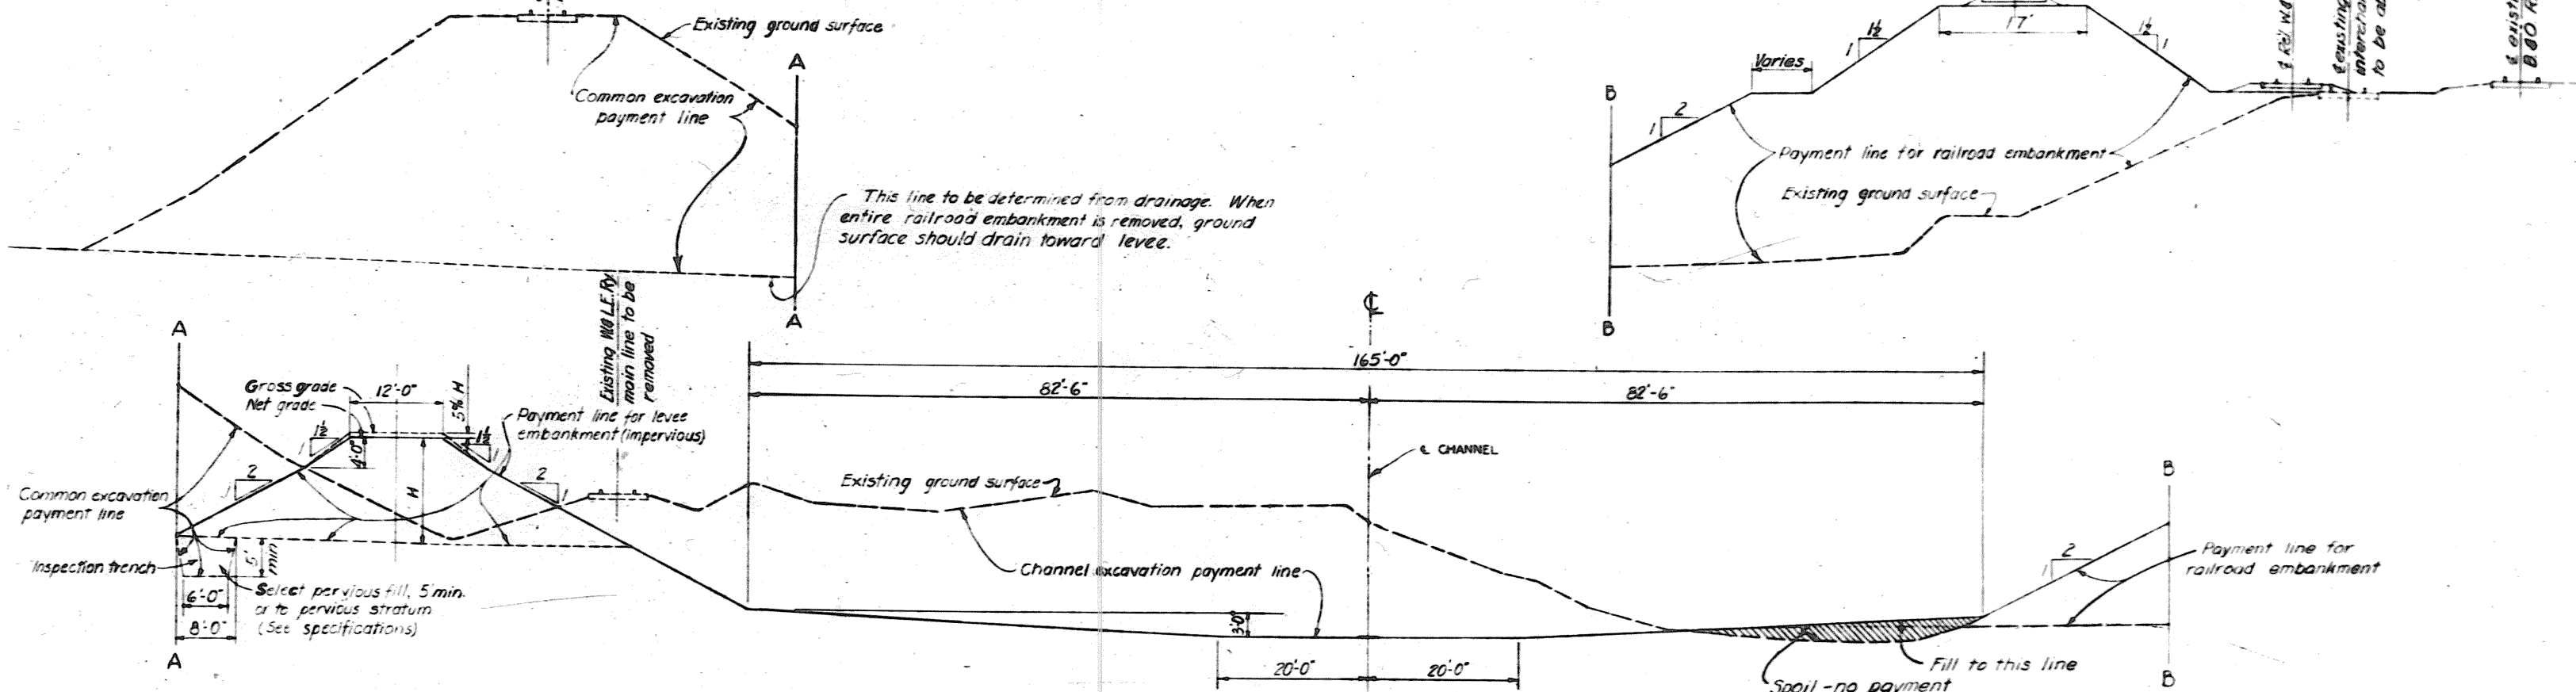 Existing ground surface
A
Common excavation
payment line
This line to be determined from drainage. When
entire railroad embankment is removed, ground
surface should drain toward levee.
A
17'
1½
1
1½
1
Varies
B
2
1
Payment line for railroad embankment
Existing ground surface
B
℄ Rel.
℄ existing
interchan
to be ab
℄ existi
B.&O. R.
A
Existing W.&L.E.Ry.
main line to be
removed
℄
165'-0"
82'-6"
82'-6"
Gross grade
Net grade
12'-0"
5% H
Payment line for levee
embankment (impervious)
1½
1
4'-0"
1½
1
2
1
H
2
1
℄ CHANNEL
Existing ground surface
B
Common excavation
payment line
5'
min
Inspection trench
Select pervious fill, 5' min.
or to pervious stratum
(See specifications)
6'-0"
8'-0"
A
Channel excavation payment line
3'-0"
2
1
Payment line for
railroad embankment
20'-0"
20'-0"
Fill to this line
Spoil - no payment
B